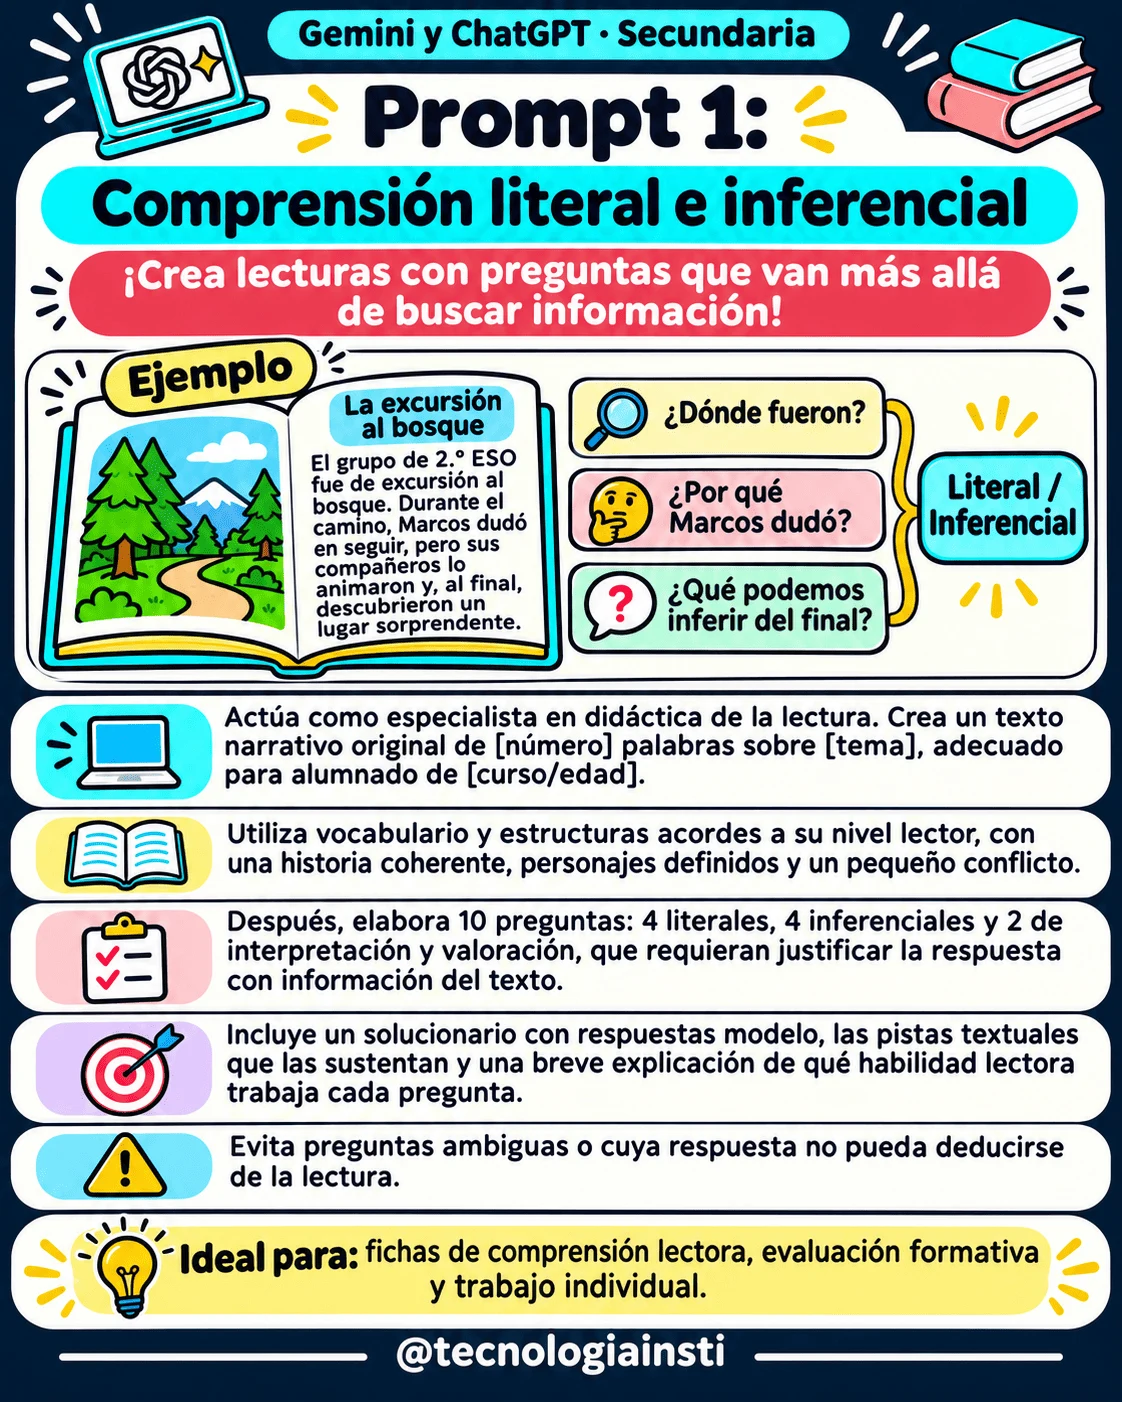 Gemini y ChatGPT · Secundaria
Prompt 1:
Comprensión literal e inferencial
¡Crea lecturas con preguntas que van más allá
de buscar información!
Ejemplo
La excursión
al bosque
El grupo de 2.º ESO
fue de excursión al
bosque. Durante el
camino, Marcos dudó
en seguir, pero sus
compañeros lo
animaron y, al final,
descubrieron un
lugar sorprendente.
¿Dónde fueron?
¿Por qué
Marcos dudó?
?
¿Qué podemos
inferir del final?
Literal /
Inferencial
Actúa como especialista en didáctica de la lectura. Crea un texto
narrativo original de [número] palabras sobre [tema], adecuado
para alumnado de [curso/edad].
Utiliza vocabulario y estructuras acordes a su nivel lector, con
una historia coherente, personajes definidos y un pequeño conflicto.
Después, elabora 10 preguntas: 4 literales, 4 inferenciales y 2 de
interpretación y valoración, que requieran justificar la respuesta
con información del texto.
Incluye un solucionario con respuestas modelo, las pistas textuales
que las sustentan y una breve explicación de qué habilidad lectora
trabaja cada pregunta.
!
Evita preguntas ambiguas o cuya respuesta no pueda deducirse
de la lectura.
Ideal para: fichas de comprensión lectora, evaluación formativa
y trabajo individual.
@tecnologiainsti